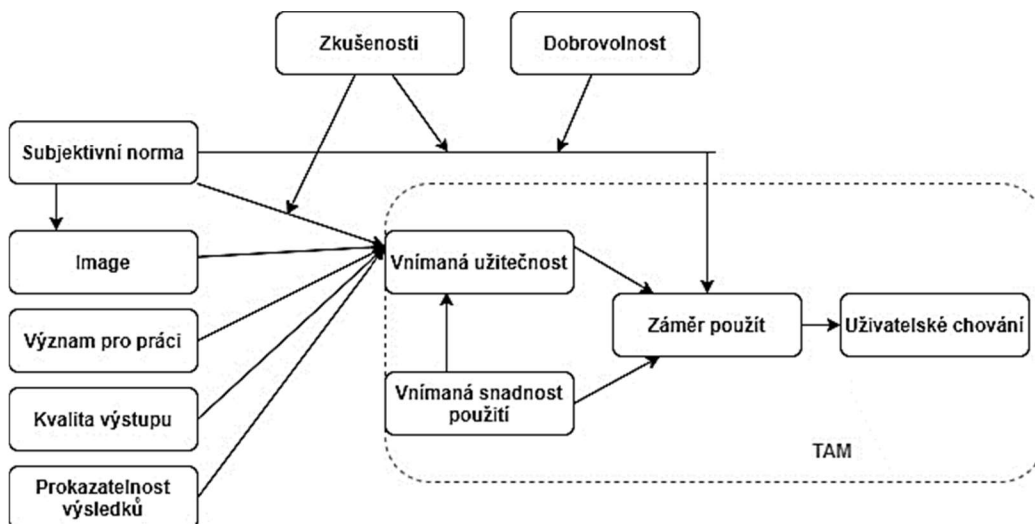 Zkušenosti
Dobrovolnost
Subjektivní norma
Image
Vnímaná užitečnost
Význam pro práci
Záměr použít
Uživatelské chování
Vnímaná snadnost
použití
Kvalita výstupu
TAM
Prokazatelnost
výsledků